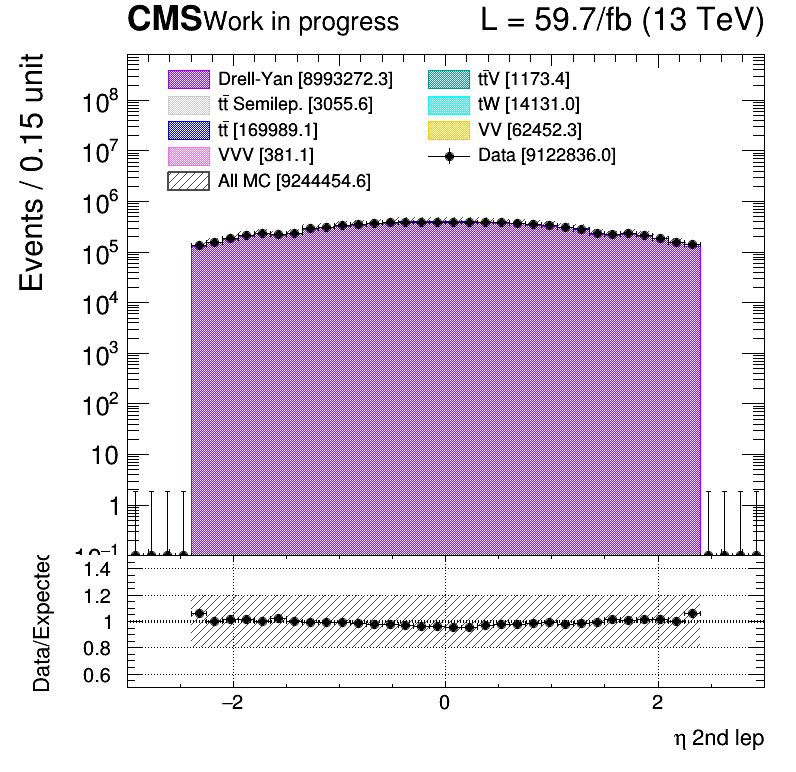 CMS Work in progress L = 59.7/fb (13 TeV)
Events / 0.15 unit
Drell-Yan [8993272.3] tt̄V [1173.4]
tt̄ Semilep. [3055.6] tW [14131.0]
tt̄ [169989.1] VV [62452.3]
VVV [381.1] Data [9122836.0]
All MC [9244454.6]
10⁸
10⁷
10⁶
10⁵
10⁴
10³
10²
10
1
10⁻¹
Data/Expected
1.4
1.2
1
0.8
0.6
−2 0 2
η 2nd lep